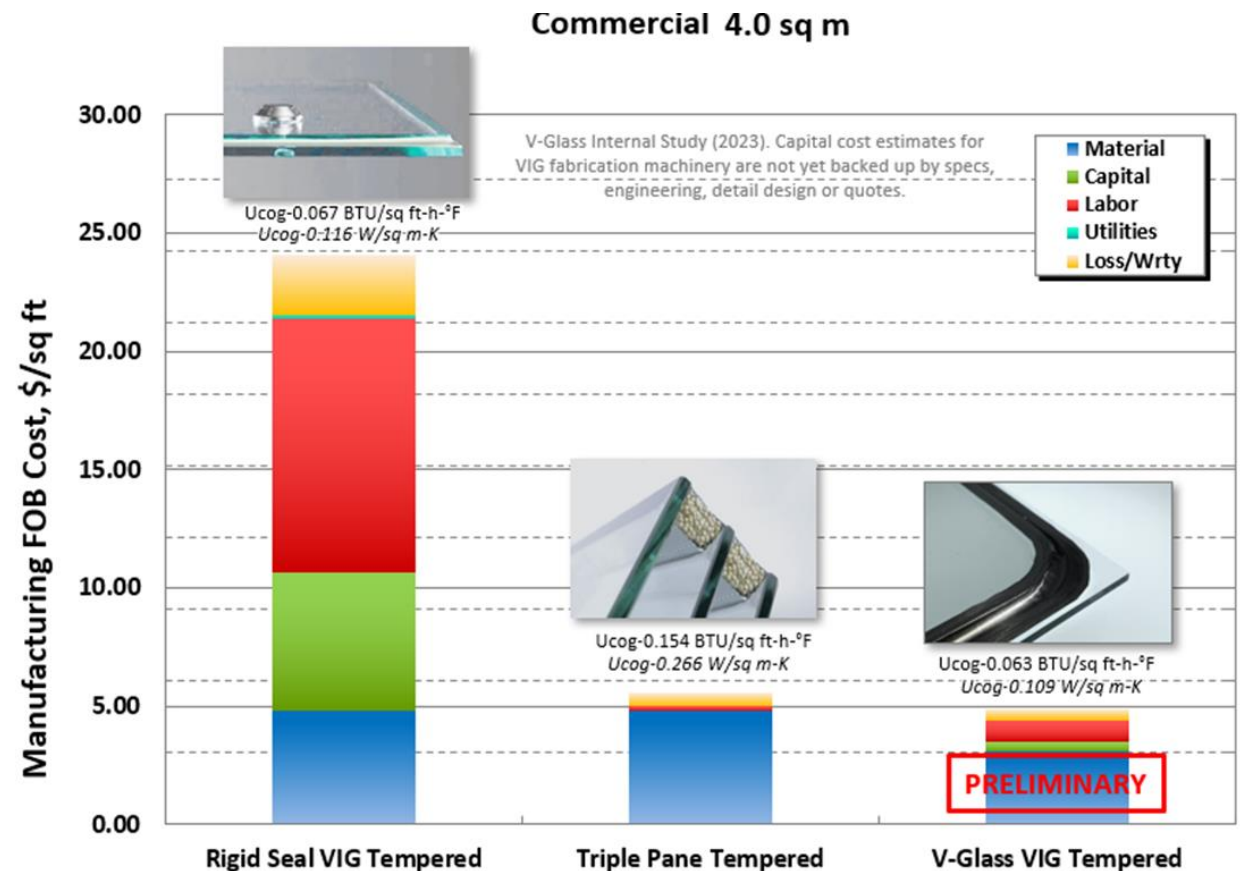 Commercial 4.0 sq m
Manufacturing FOB Cost, $/sq ft
30.00
25.00
20.00
15.00
10.00
5.00
0.00
V-Glass Internal Study (2023). Capital cost estimates for
VIG fabrication machinery are not yet backed up by specs,
engineering, detail design or quotes.
Material
Capital
Labor
Utilities
Loss/Wrty
Ucog-0.067 BTU/sq ft-h-°F
Ucog-0.116 W/sq m-K
Ucog-0.154 BTU/sq ft-h-°F
Ucog-0.266 W/sq m-K
Ucog-0.063 BTU/sq ft-h-°F
Ucog-0.109 W/sq m-K
PRELIMINARY
Rigid Seal VIG Tempered
Triple Pane Tempered
V-Glass VIG Tempered